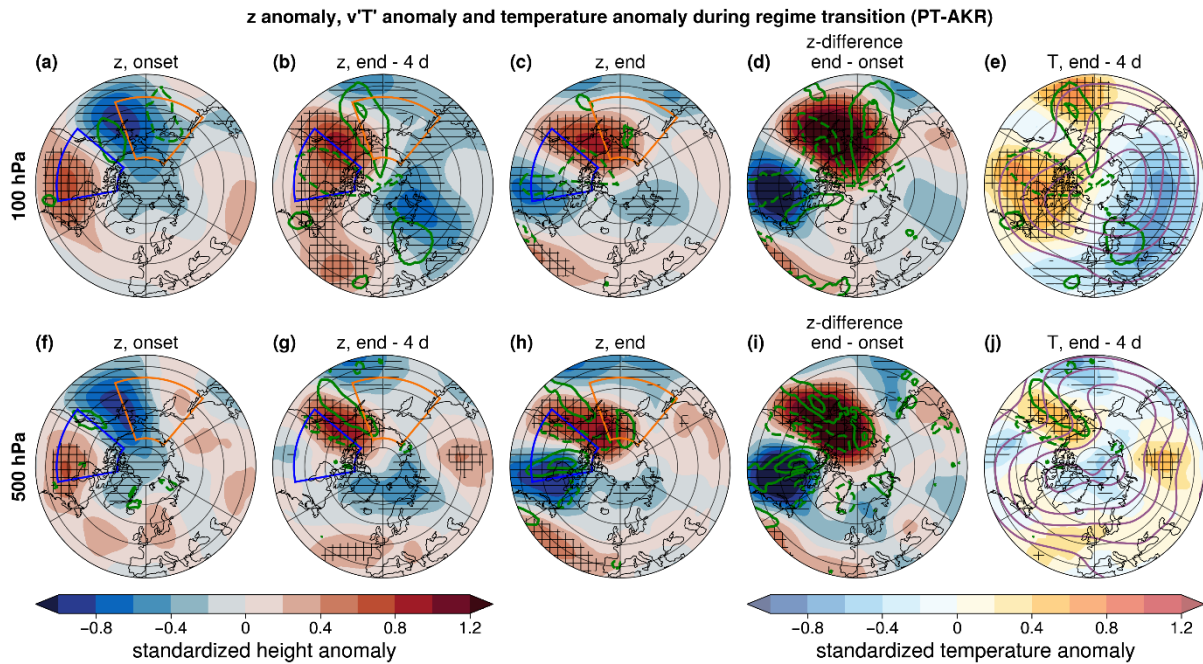 z anomaly, v'T' anomaly and temperature anomaly during regime transition (PT-AKR)
(a) z, onset
(b) z, end - 4 d
(c) z, end
(d) z-difference
end - onset
(e) T, end - 4 d
100 hPa
(f) z, onset
(g) z, end - 4 d
(h) z, end
(i) z-difference
end - onset
(j) T, end - 4 d
500 hPa
−0.8 −0.4 0 0.4 0.8 1.2
standardized height anomaly
−0.8 −0.4 0 0.4 0.8 1.2
standardized temperature anomaly